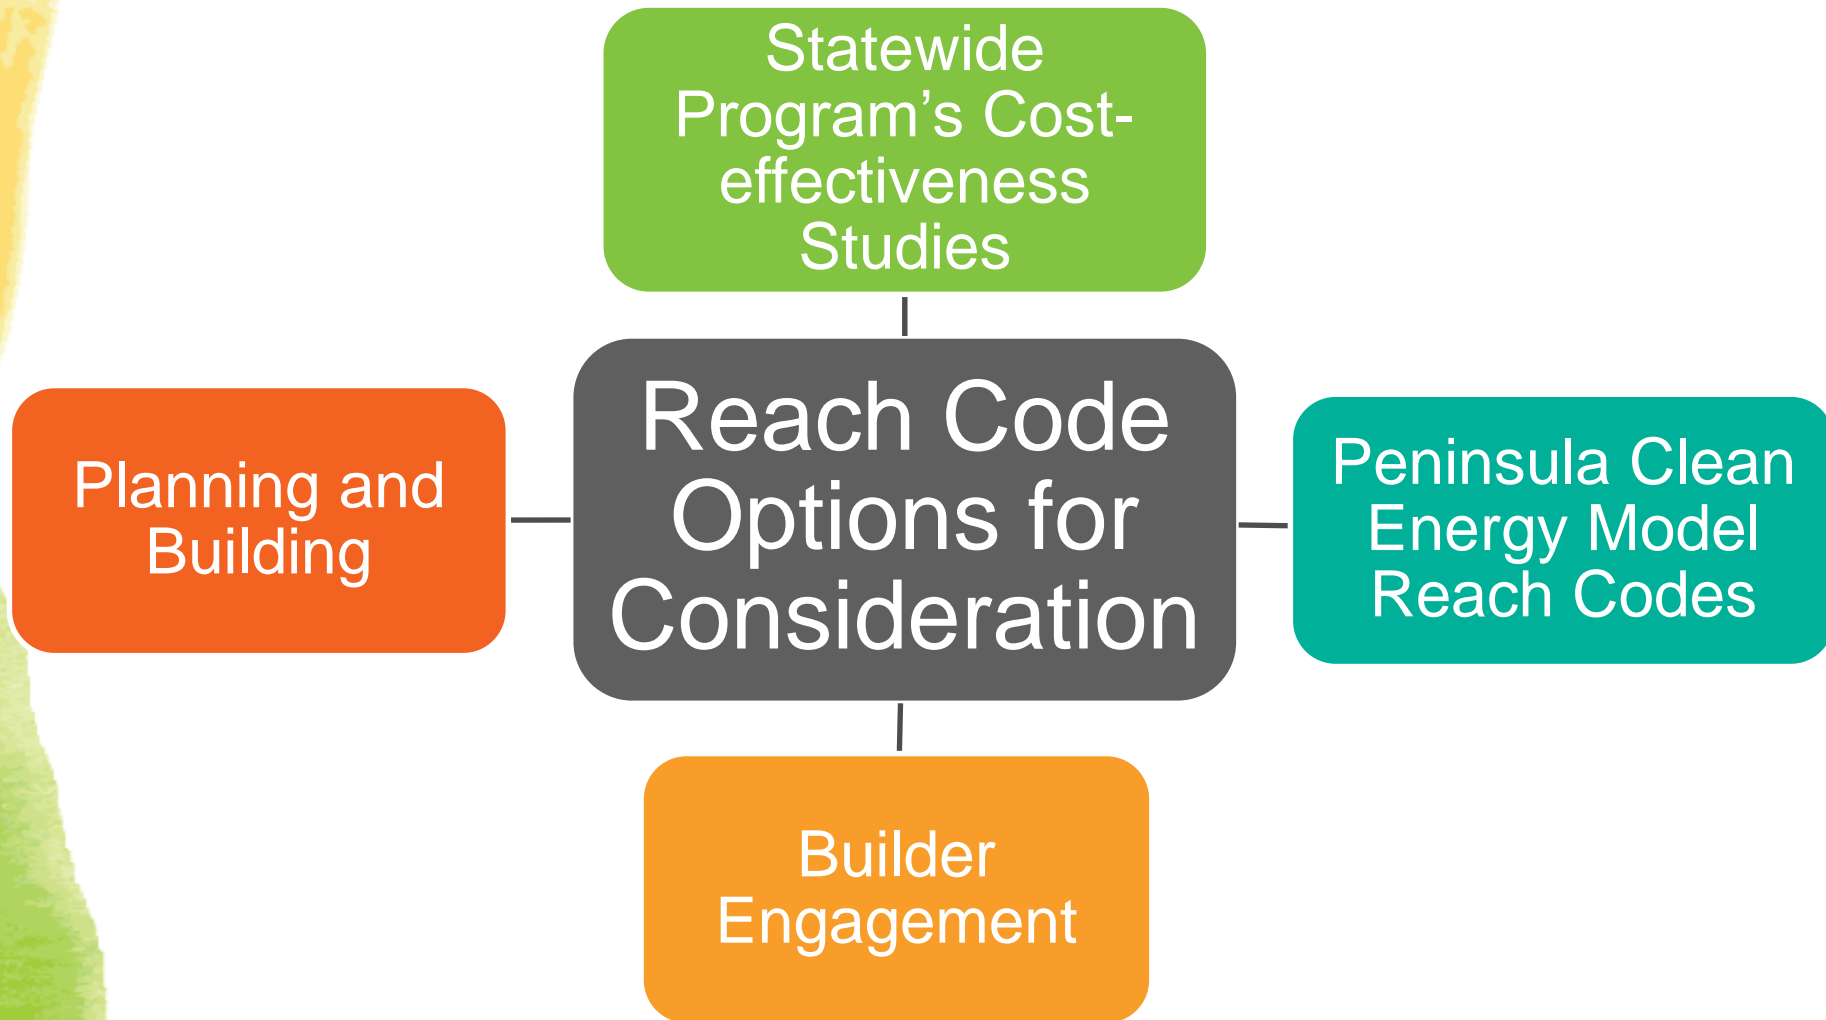 Statewide
Program’s Cost-
effectiveness
Studies
Planning and
Building
Reach Code
Options for
Consideration
Peninsula Clean
Energy Model
Reach Codes
Builder
Engagement